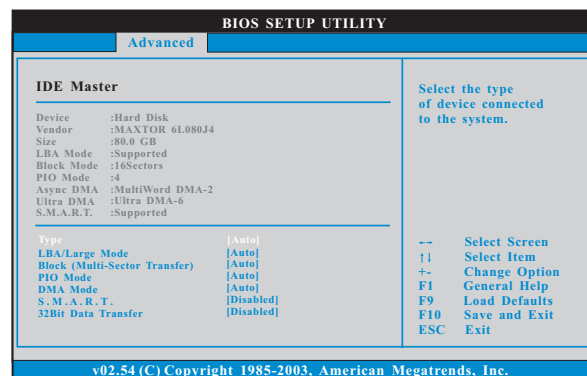 BIOS SETUP UTILITY
Advanced
IDE Master
Device :Hard Disk
Vendor :MAXTOR 6L080J4
Size :80.0 GB
LBA Mode :Supported
Block Mode :16Sectors
PIO Mode :4
Async DMA :MultiWord DMA-2
Ultra DMA :Ultra DMA-6
S.M.A.R.T. :Supported
Type [Auto]
LBA/Large Mode [Auto]
Block (Multi-Sector Transfer) [Auto]
PIO Mode [Auto]
DMA Mode [Auto]
S.M.A.R.T. [Disabled]
32Bit Data Transfer [Disabled]
Select the type
of device connected
to the system.
←→ Select Screen
↑↓ Select Item
+- Change Option
F1 General Help
F9 Load Defaults
F10 Save and Exit
ESC Exit
v02.54 (C) Copyright 1985-2003, American Megatrends, Inc.